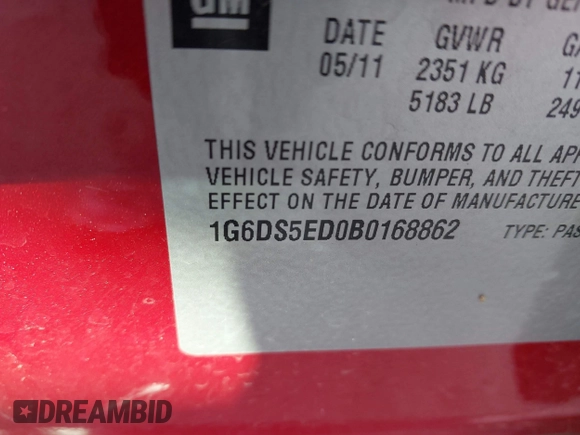 GM
DATE GVWR
05/11 2351 KG
5183 LB
THIS VEHICLE CONFORMS TO ALL
VEHICLE SAFETY, BUMPER, AND THEFT
EFFECT ON THE DATE OF MANUFACTURE
1G6DS5ED0B0168862 TYPE:
DREAMBID